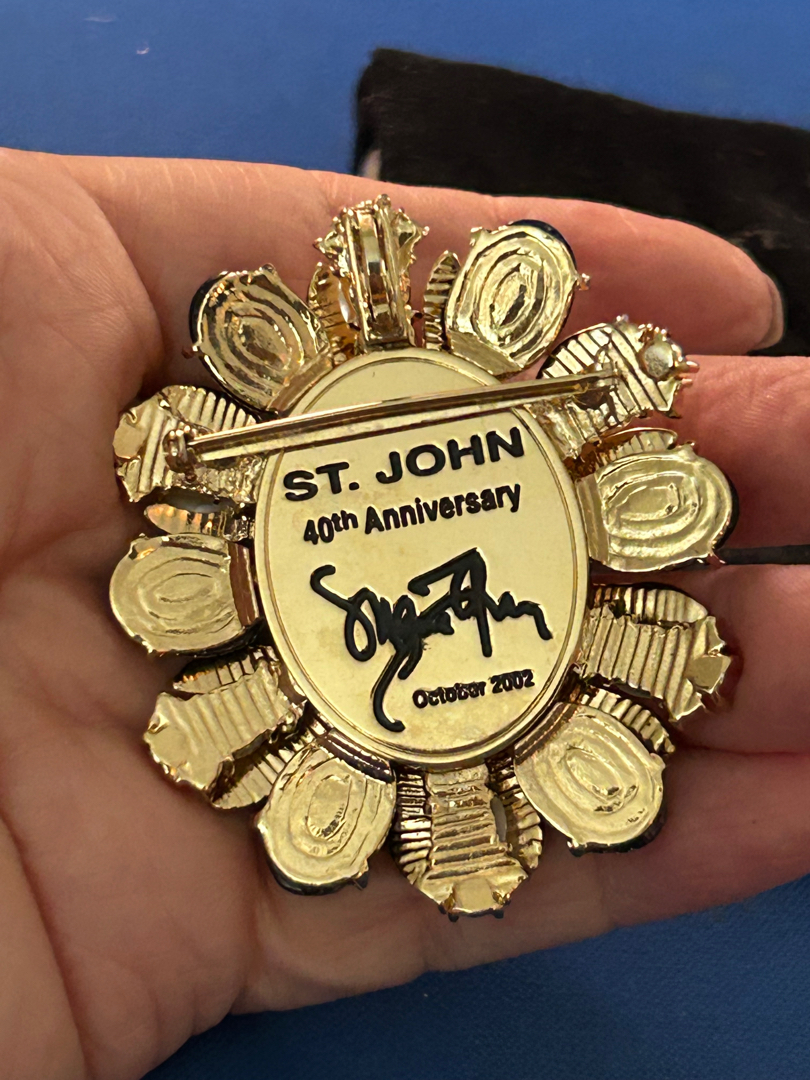 ST. JOHN
40th Anniversary
October 2002